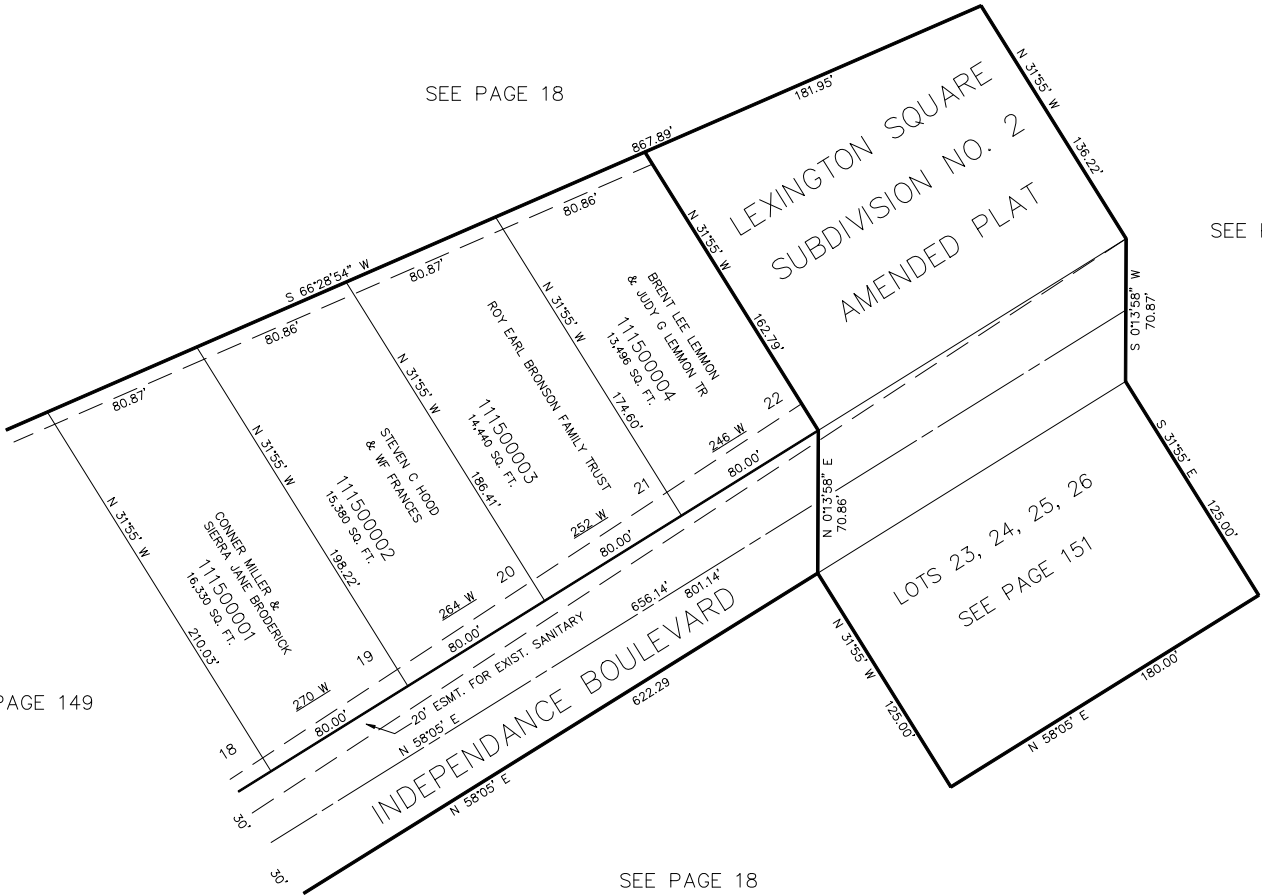 SEE PAGE 18
181.95'
N 31°55' W
136.22'
LEXINGTON SQUARE
SUBDIVISION NO. 2
AMENDED PLAT
867.89'
S 66°28'54" W
80.86'
80.87'
80.86'
80.87'
SEE
S 0°13'58" W
70.87'
N 31°55' W
162.79'
BRENT LEE LEMMON
& JUDY G LEMMON TR
111500004
13,496 SQ. FT.
22
246 W
80.00'
N 31°55' W
174.60'
ROY EARL BRONSON FAMILY TRUST
111500003
14,440 SQ. FT.
21
252 W
80.00'
N 31°55' W
186.41'
STEVEN C HOOD
& WF FRANCES
111500002
15,380 SQ. FT.
20
264 W
80.00'
N 31°55' W
198.22'
CONNER MILLER &
SIERRA JANE BRODERICK
111500001
16,330 SQ. FT.
19
270 W
80.00'
N 31°55' W
210.03'
18
PAGE 149
N 0°13'58" E
70.86'
20' ESMT. FOR EXIST. SANITARY
656.14'
801.14'
N 58°05' E
INDEPENDANCE BOULEVARD
622.29
N 58°05' E
30'
30'
LOTS 23, 24, 25, 26
SEE PAGE 151
S 31°55' E
125.00'
N 31°55' W
125.00'
180.00'
N 58°05' E
SEE PAGE 18